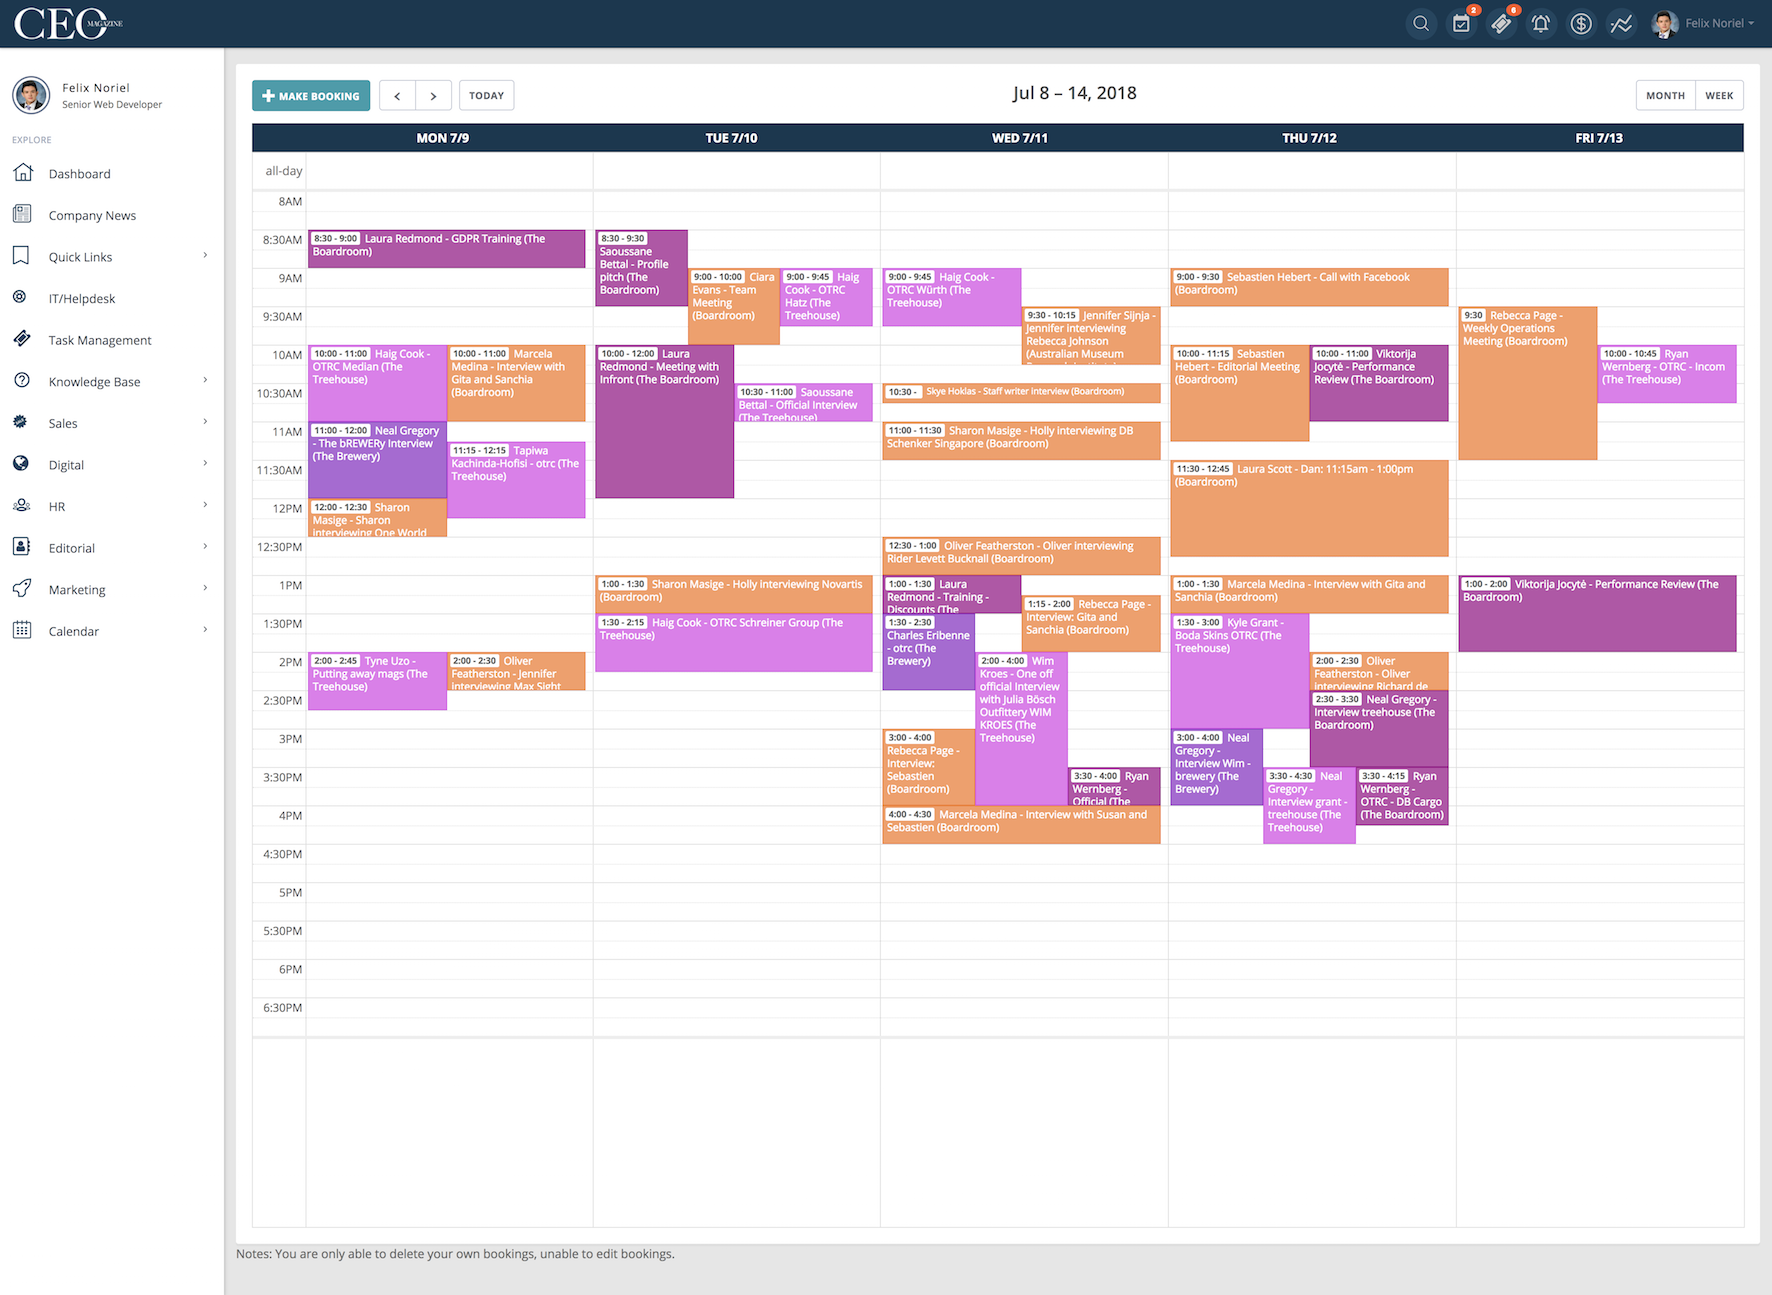 CEO MAGAZINE
2
6
Felix Noriel
Felix Noriel
Senior Web Developer
EXPLORE
Dashboard
Company News
Quick Links
IT/Helpdesk
Task Management
Knowledge Base
Sales
Digital
HR
Editorial
Marketing
Calendar
MAKE BOOKING
TODAY
Jul 8 – 14, 2018
MONTH
WEEK
MON 7/9
TUE 7/10
WED 7/11
THU 7/12
FRI 7/13
all-day
8AM
8:30AM
9AM
9:30AM
10AM
10:30AM
11AM
11:30AM
12PM
12:30PM
1PM
1:30PM
2PM
2:30PM
3PM
3:30PM
4PM
4:30PM
5PM
5:30PM
6PM
6:30PM
8:30 - 9:00 Laura Redmond - GDPR Training (The
Boardroom)
10:00 - 11:00 Haig Cook -
OTRC Median (The
Treehouse)
10:00 - 11:00 Marcela
Medina - Interview with
Gita and Sanchia
(Boardroom)
11:00 - 12:00 Neal Gregory
- The bREWERy Interview
(The Brewery)
11:15 - 12:15 Tapiwa
Kachinda-Hofisi - otrc (The
Treehouse)
12:00 - 12:30 Sharon
Masige - Sharon
interviewing One World
2:00 - 2:45 Tyne Uzo -
Putting away mags (The
Treehouse)
2:00 - 2:30 Oliver
Featherston - Jennifer
interviewing Max Sight
8:30 - 9:30
Saoussane
Bettal - Profile
pitch (The
Boardroom)
9:00 - 10:00 Ciara
Evans - Team
Meeting
(Boardroom)
9:00 - 9:45 Haig
Cook - OTRC
Hatz (The
Treehouse)
10:00 - 12:00 Laura
Redmond - Meeting with
Infront (The Boardroom)
10:30 - 11:00 Saoussane
Bettal - Official Interview
(The Treehouse)
1:00 - 1:30 Sharon Masige - Holly Interviewing Novartis
(Boardroom)
1:30 - 2:15 Haig Cook - OTRC Schreiner Group (The
Treehouse)
9:00 - 9:45 Haig Cook -
OTRC Würth (The
Treehouse)
9:30 - 10:15 Jennifer Sijnja -
Jennifer interviewing
Rebecca Johnson
(Australian Museum
10:30 - Skye Hoklas - Staff writer interview (Boardroom)
11:00 - 11:30 Sharon Masige - Holly interviewing DB
Schenker Singapore (Boardroom)
12:30 - 1:00 Oliver Featherston - Oliver interviewing
Rider Levett Bucknall (Boardroom)
1:00 - 1:30 Laura
Redmond - Training -
Discounts (The
1:15 - 2:00 Rebecca Page -
Interview: Gita and
Sanchia (Boardroom)
1:30 - 2:30
Charles Eribenne
- otrc (The
Brewery)
2:00 - 4:00 Wim
Kroes - One off
official Interview
with Julia Bösch
Outfittery WIM
KROES (The
Treehouse)
3:00 - 4:00
Rebecca Page -
Interview:
Sebastien
(Boardroom)
3:30 - 4:00 Ryan
Wernberg -
Official (The
4:00 - 4:30 Marcela Medina - Interview with Susan and
Sebastien (Boardroom)
9:00 - 9:30 Sebastien Hebert - Call with Facebook
(Boardroom)
10:00 - 11:15 Sebastien
Hebert - Editorial Meeting
(Boardroom)
10:00 - 11:00 Viktorija
Jocytė - Performance
Review (The Boardroom)
11:30 - 12:45 Laura Scott - Dan: 11:15am - 1:00pm
(Boardroom)
1:00 - 1:30 Marcela Medina - Interview with Gita and
Sanchia (Boardroom)
1:30 - 3:00 Kyle Grant -
Boda Skins OTRC (The
Treehouse)
2:00 - 2:30 Oliver
Featherston - Oliver
interviewing Richard de
2:30 - 3:30 Neal Gregory -
Interview treehouse (The
Boardroom)
3:00 - 4:00 Neal
Gregory -
Interview Wim -
brewery (The
Brewery)
3:30 - 4:30 Neal
Gregory -
Interview grant -
treehouse (The
Treehouse)
3:30 - 4:15 Ryan
Wernberg -
OTRC - DB Cargo
(The Boardroom)
9:30 Rebecca Page -
Weekly Operations
Meeting (Boardroom)
10:00 - 10:45 Ryan
Wernberg - OTRC - Incom
(The Treehouse)
1:00 - 2:00 Viktorija Jocytė - Performance Review (The
Boardroom)
Notes: You are only able to delete your own bookings, unable to edit bookings.